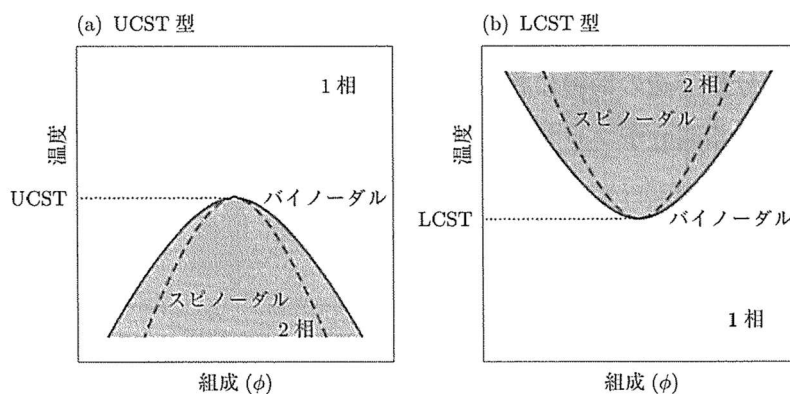 (a) UCST 型
1 相
温度
UCST
バイノーダル
スピノーダル
2 相
組成 (φ)
(b) LCST 型
2 相
スピノーダル
温度
LCST
バイノーダル
1 相
組成 (φ)